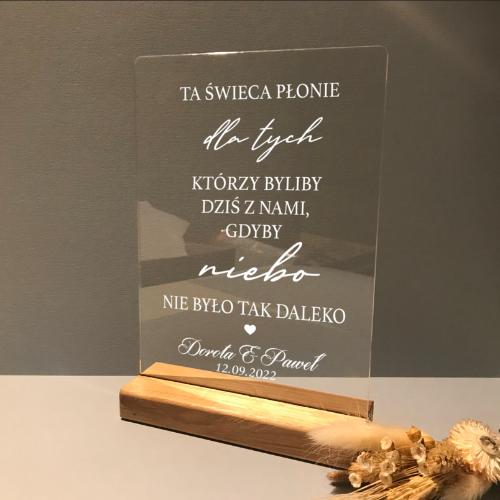 TA ŚWIECA PŁONIE
dla tych
KTÓRZY BYLIBY
DZIŚ Z NAMI,
GDYBY
niebo
NIE BYŁO TAK DALEKO
Dorota & Paweł
12.09.2022